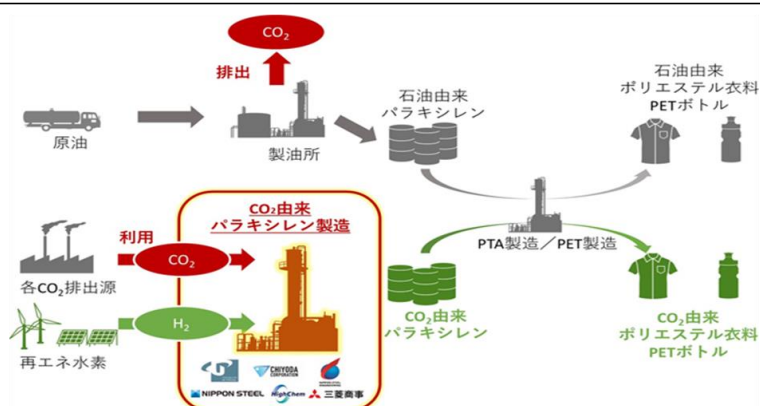 CO₂
排出
原油
製油所
石油由来
パラキシレン
石油由来
ポリエステル衣料
PETボトル
CO₂由来
パラキシレン製造
利用
CO₂
各CO₂排出源
H₂
再エネ水素
PTA製造／PET製造
CO₂由来
パラキシレン
CO₂由来
ポリエステル衣料
PETボトル
CHIYODA
CORPORATION
NIPPON STEEL
HighChem
三菱商事